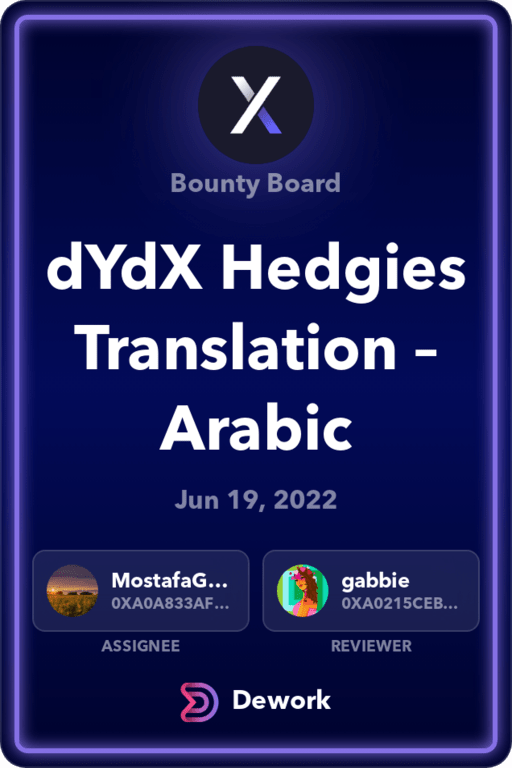 Bounty Board
dYdX Hedgies
Translation –
Arabic
Jun 19, 2022
MostafaG...
0XA0A833AF...
ASSIGNEE
gabbie
0XA0215CEB...
REVIEWER
Dework